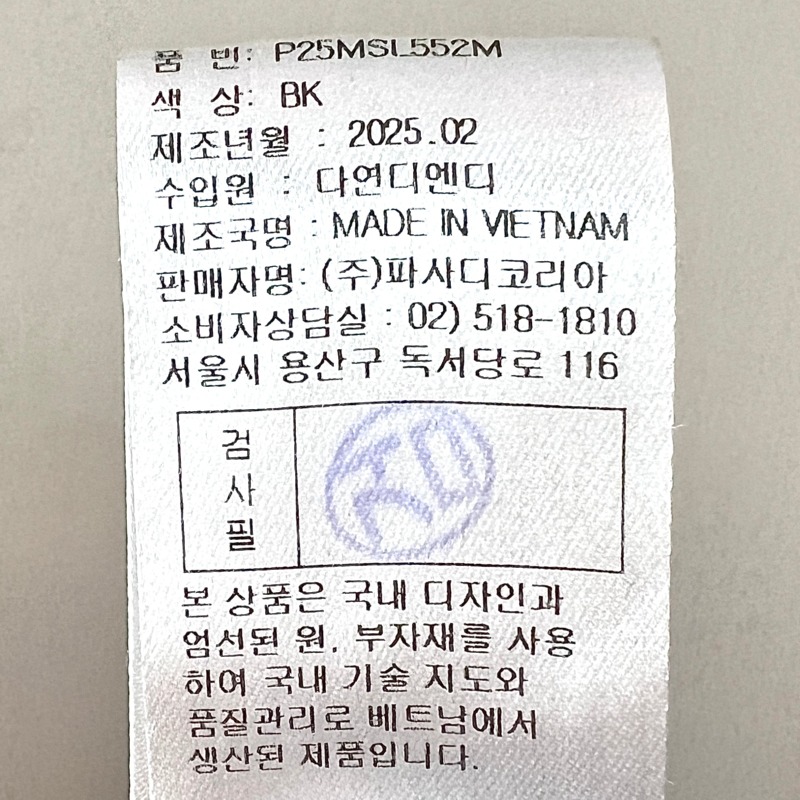 품 번: P25MSL552M
색 상: BK
제조년월 : 2025.02
수입원 : 다연디엔디
제조국명 : MADE IN VIETNAM
판매자명: (주)파사디코리아
소비자상담실 : 02) 518-1810
서울시 용산구 독서당로 116
검
사
필
본 상품은 국내 디자인과
엄선된 원, 부자재를 사용
하여 국내 기술 지도와
품질관리로 베트남에서
생산된 제품입니다.